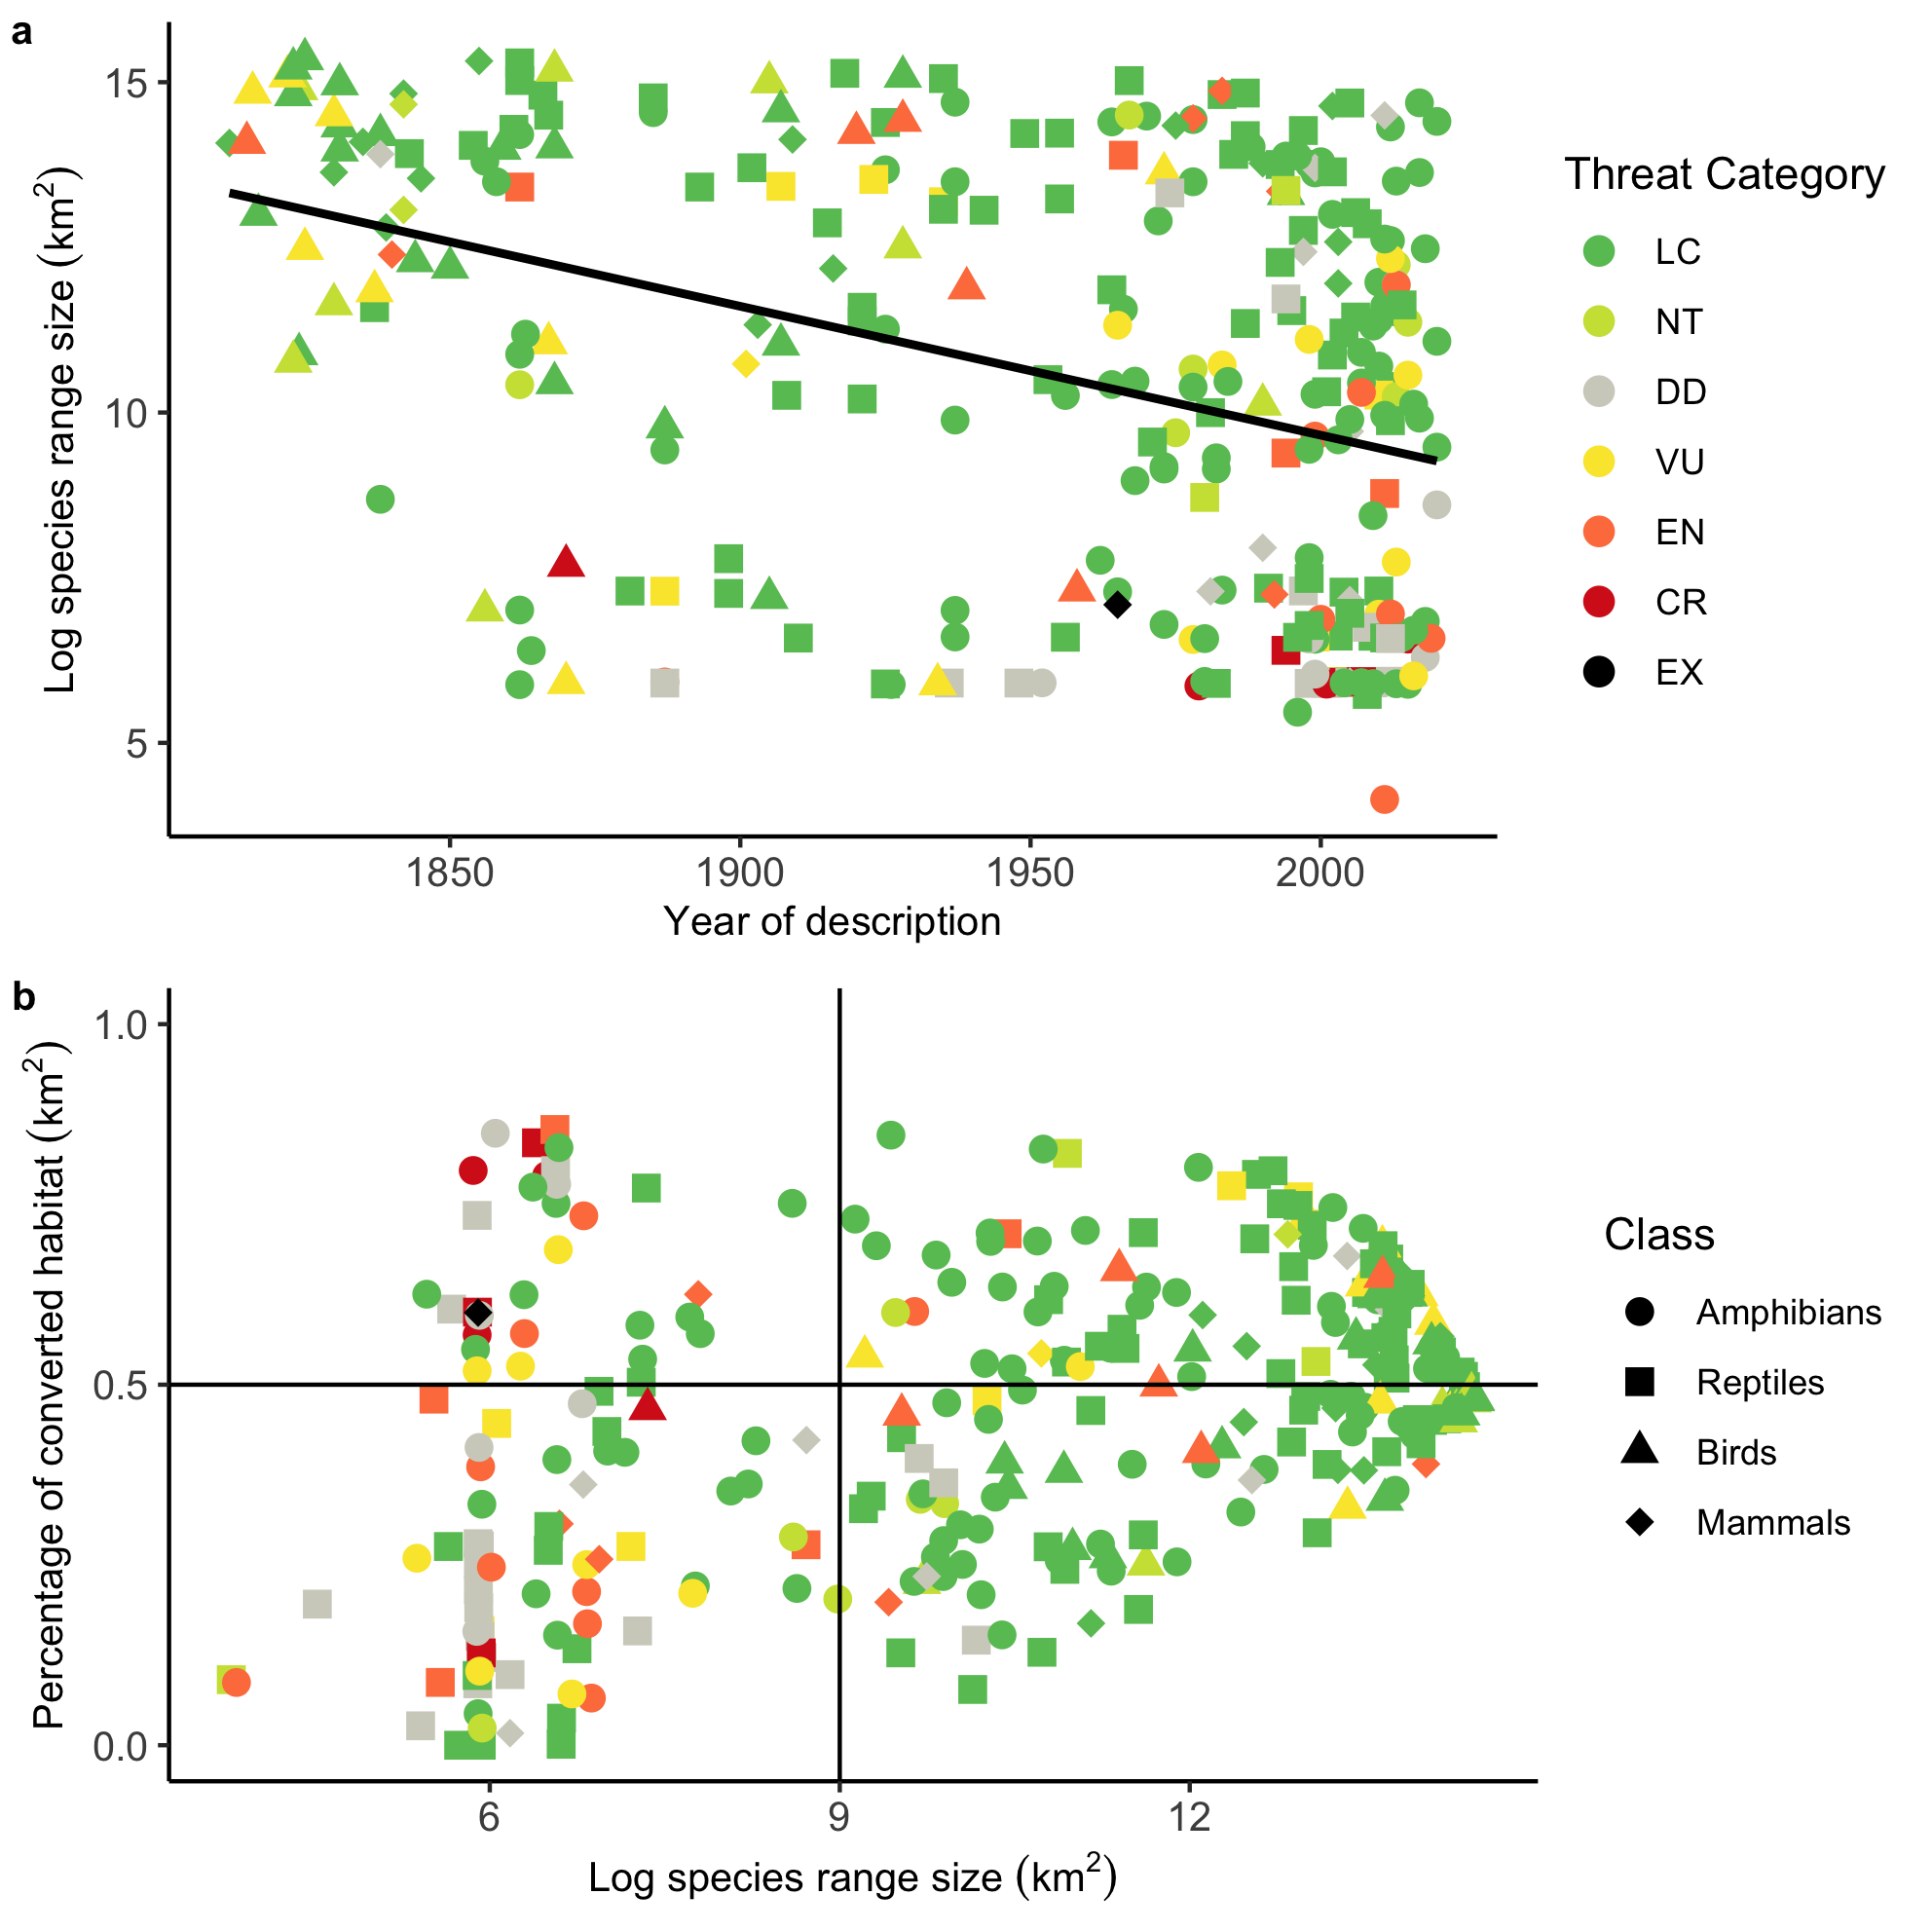 a
Log species range size (km²)
15
10
5
1850 1900 1950 2000
Year of description
Threat Category
LC
NT
DD
VU
EN
CR
EX
b
Percentage of converted habitat (km²)
1.0
0.5
0.0
6 9 12
Log species range size (km²)
Class
Amphibians
Reptiles
Birds
Mammals